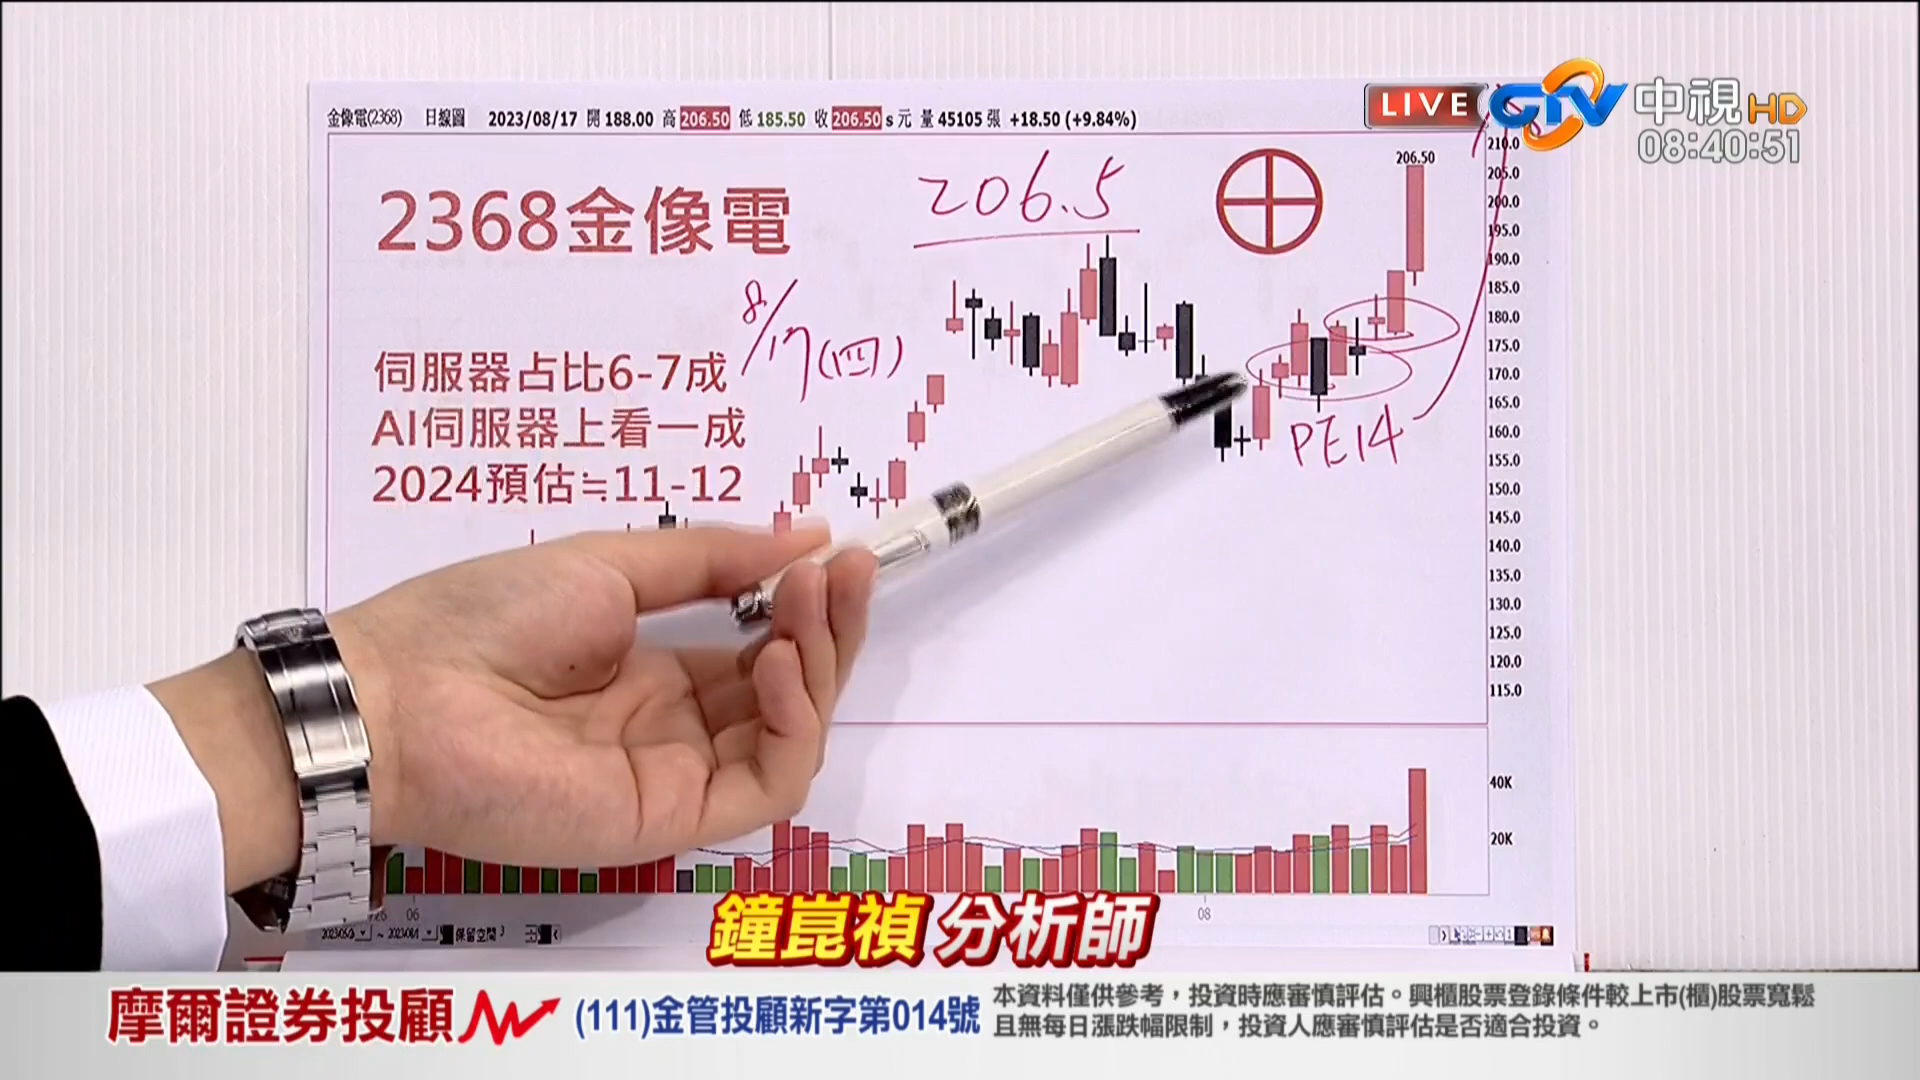 金像電(2368) 日線圖 2023/08/17 開 188.00 高 206.50 低 185.50 收 206.50 s 元 量 45105 張 +18.50 (+9.84%)
LIVE CTV 中視 HD
08:40:51
2368金像電
206.5
206.50
8/17(四)
伺服器占比6-7成
AI伺服器上看一成
2024預估≒11-12
PE14
210.0
205.0
200.0
195.0
190.0
185.0
180.0
175.0
170.0
165.0
160.0
155.0
150.0
145.0
140.0
135.0
130.0
125.0
120.0
115.0
40K
20K
06 08
保留空間
鐘崑禎 分析師
摩爾證券投顧 (111)金管投顧新字第014號
本資料僅供參考，投資時應審慎評估。興櫃股票登錄條件較上市(櫃)股票寬鬆
且無每日漲跌幅限制，投資人應審慎評估是否適合投資。